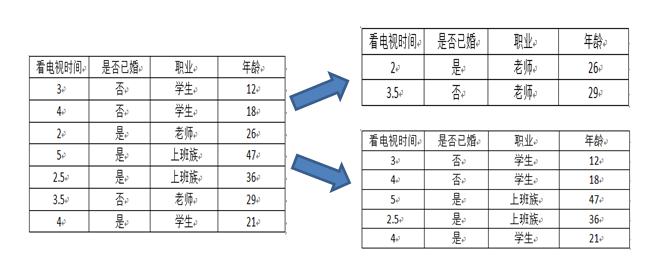 看电视时间 是否已婚 职业 年龄
3 否 学生 12
4 否 学生 18
2 是 老师 26
5 是 上班族 47
2.5 是 上班族 36
3.5 否 老师 29
4 是 学生 21
看电视时间 是否已婚 职业 年龄
2 是 老师 26
3.5 否 老师 29
看电视时间 是否已婚 职业 年龄
3 否 学生 12
4 否 学生 18
5 是 上班族 47
2.5 是 上班族 36
4 是 学生 21